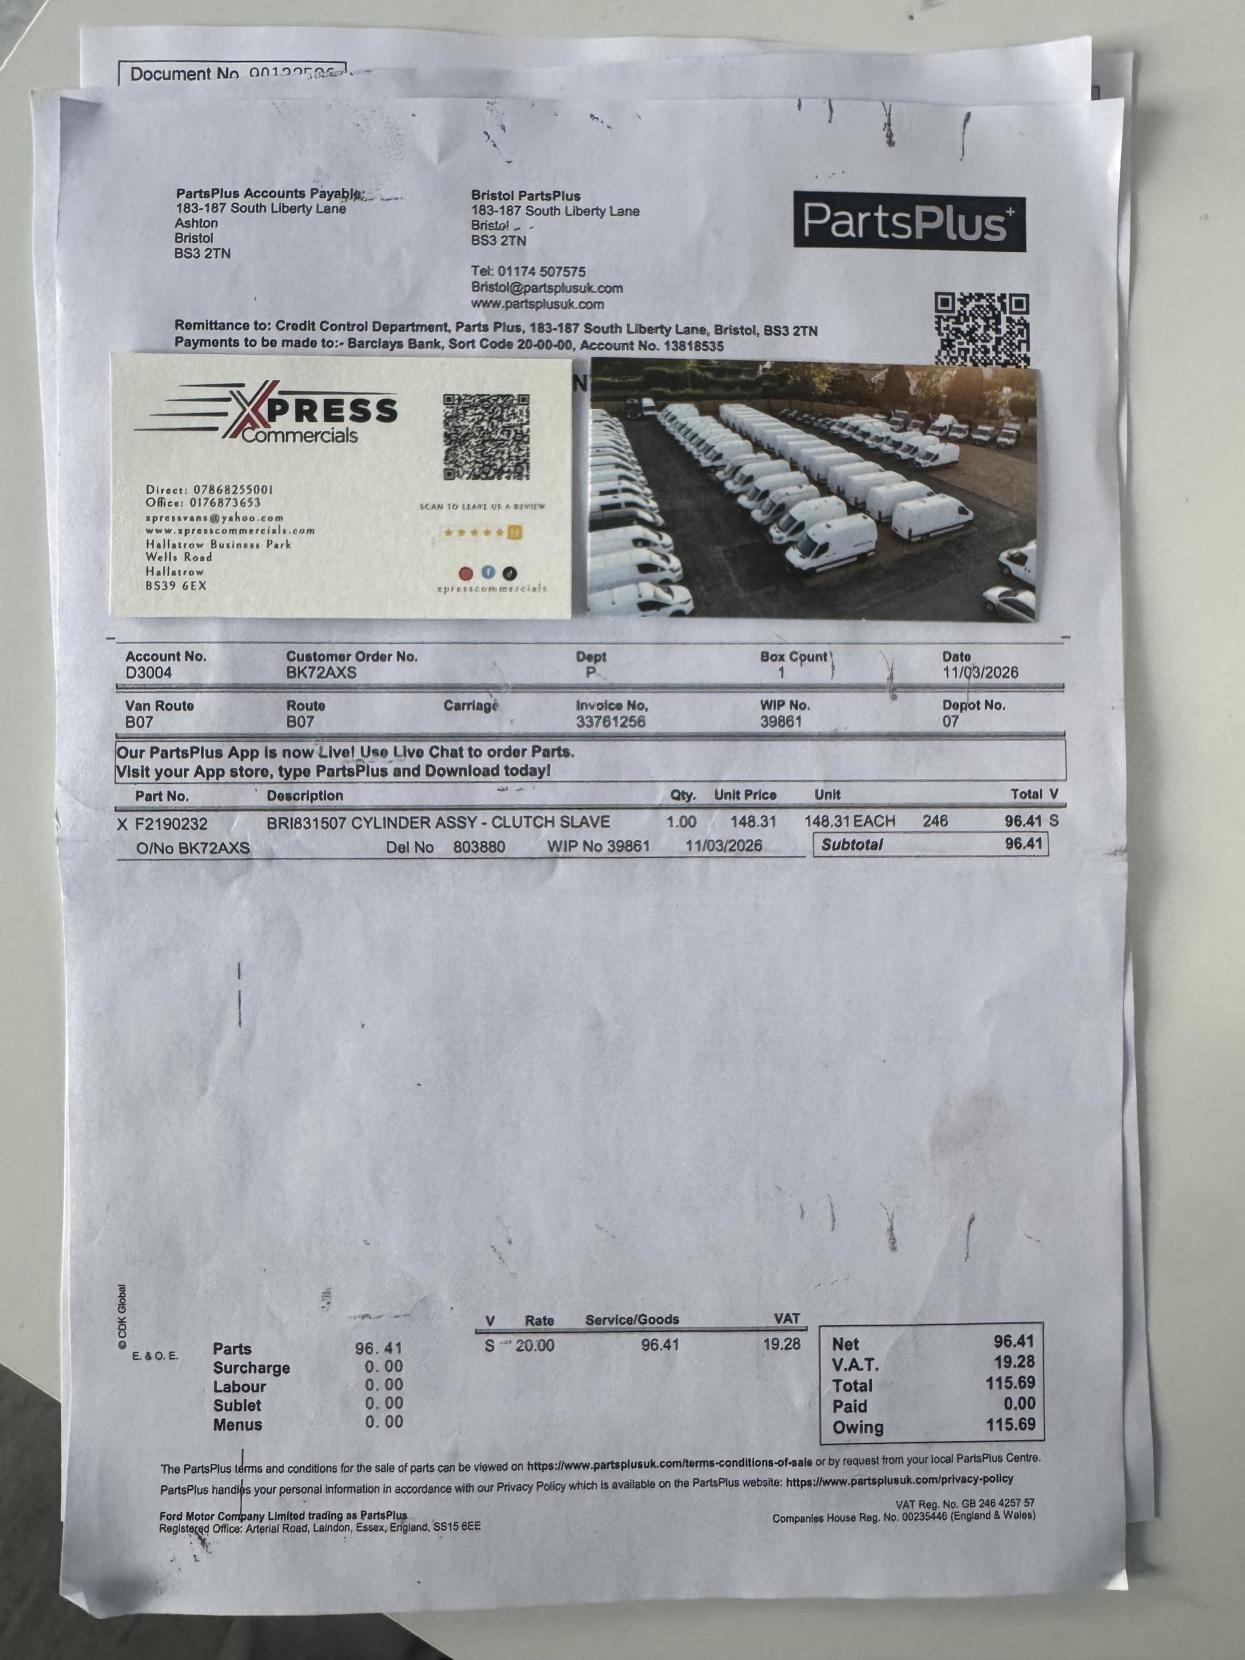 Document No
PartsPlus Accounts Payable:
183-187 South Liberty Lane
Ashton
Bristol
BS3 2TN
Bristol PartsPlus
183-187 South Liberty Lane
Bristol
BS3 2TN
Tel: 01174 507575
Bristol@partsplusuk.com
www.partsplusuk.com
PartsPlus+
Remittance to: Credit Control Department, Parts Plus, 183-187 South Liberty Lane, Bristol, BS3 2TN
Payments to be made to:- Barclays Bank, Sort Code 20-00-00, Account No. 13818535
XPRESS
Commercials
Direct: 07868255001
Office: 0176873653
xpressvans@yahoo.com
www.xpresscommercials.com
Hallatrow Business Park
Wells Road
Hallatrow
BS39 6EX
SCAN TO LEAVE US A REVIEW
xpresscommercials
Account No. Customer Order No. Dept Box Count Date
D3004 BK72AXS P 1 11/03/2026
Van Route Route Carriage Invoice No. WIP No. Depot No.
B07 B07 33761256 39861 07
Our PartsPlus App is now Live! Use Live Chat to order Parts.
Visit your App store, type PartsPlus and Download today!
Part No. Description Qty. Unit Price Unit Total V
X F2190232 BRI831507 CYLINDER ASSY - CLUTCH SLAVE 1.00 148.31 148.31 EACH 246 96.41 S
O/No BK72AXS Del No 803880 WIP No 39861 11/03/2026 Subtotal 96.41
© CDK Global
E. & O. E.
Parts 96.41
Surcharge 0.00
Labour 0.00
Sublet 0.00
Menus 0.00
V Rate Service/Goods VAT
S 20.00 96.41 19.28
Net 96.41
V.A.T. 19.28
Total 115.69
Paid 0.00
Owing 115.69
The PartsPlus terms and conditions for the sale of parts can be viewed on https://www.partsplusuk.com/terms-conditions-of-sale or by request from your local PartsPlus Centre.
PartsPlus handles your personal information in accordance with our Privacy Policy which is available on the PartsPlus website: https://www.partsplusuk.com/privacy-policy
Ford Motor Company Limited trading as PartsPlus
Registered Office: Arterial Road, Laindon, Essex, England, SS15 6EE
VAT Reg. No. GB 246 4257 57
Companies House Reg. No. 00235446 (England & Wales)